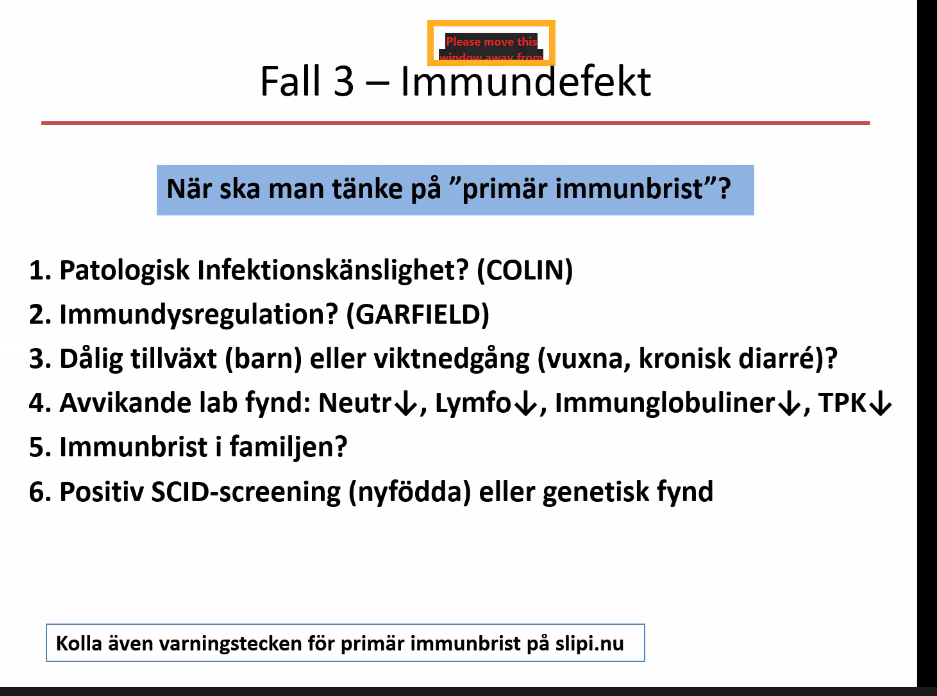 Please move this
window away from
Fall 3 – Immundefekt
När ska man tänke på ”primär immunbrist”?
1. Patologisk Infektionskänslighet? (COLIN)
2. Immundysregulation? (GARFIELD)
3. Dålig tillväxt (barn) eller viktnedgång (vuxna, kronisk diarré)?
4. Avvikande lab fynd: Neutr↓, Lymfo↓, Immunglobuliner↓, TPK↓
5. Immunbrist i familjen?
6. Positiv SCID-screening (nyfödda) eller genetisk fynd
Kolla även varningstecken för primär immunbrist på slipi.nu